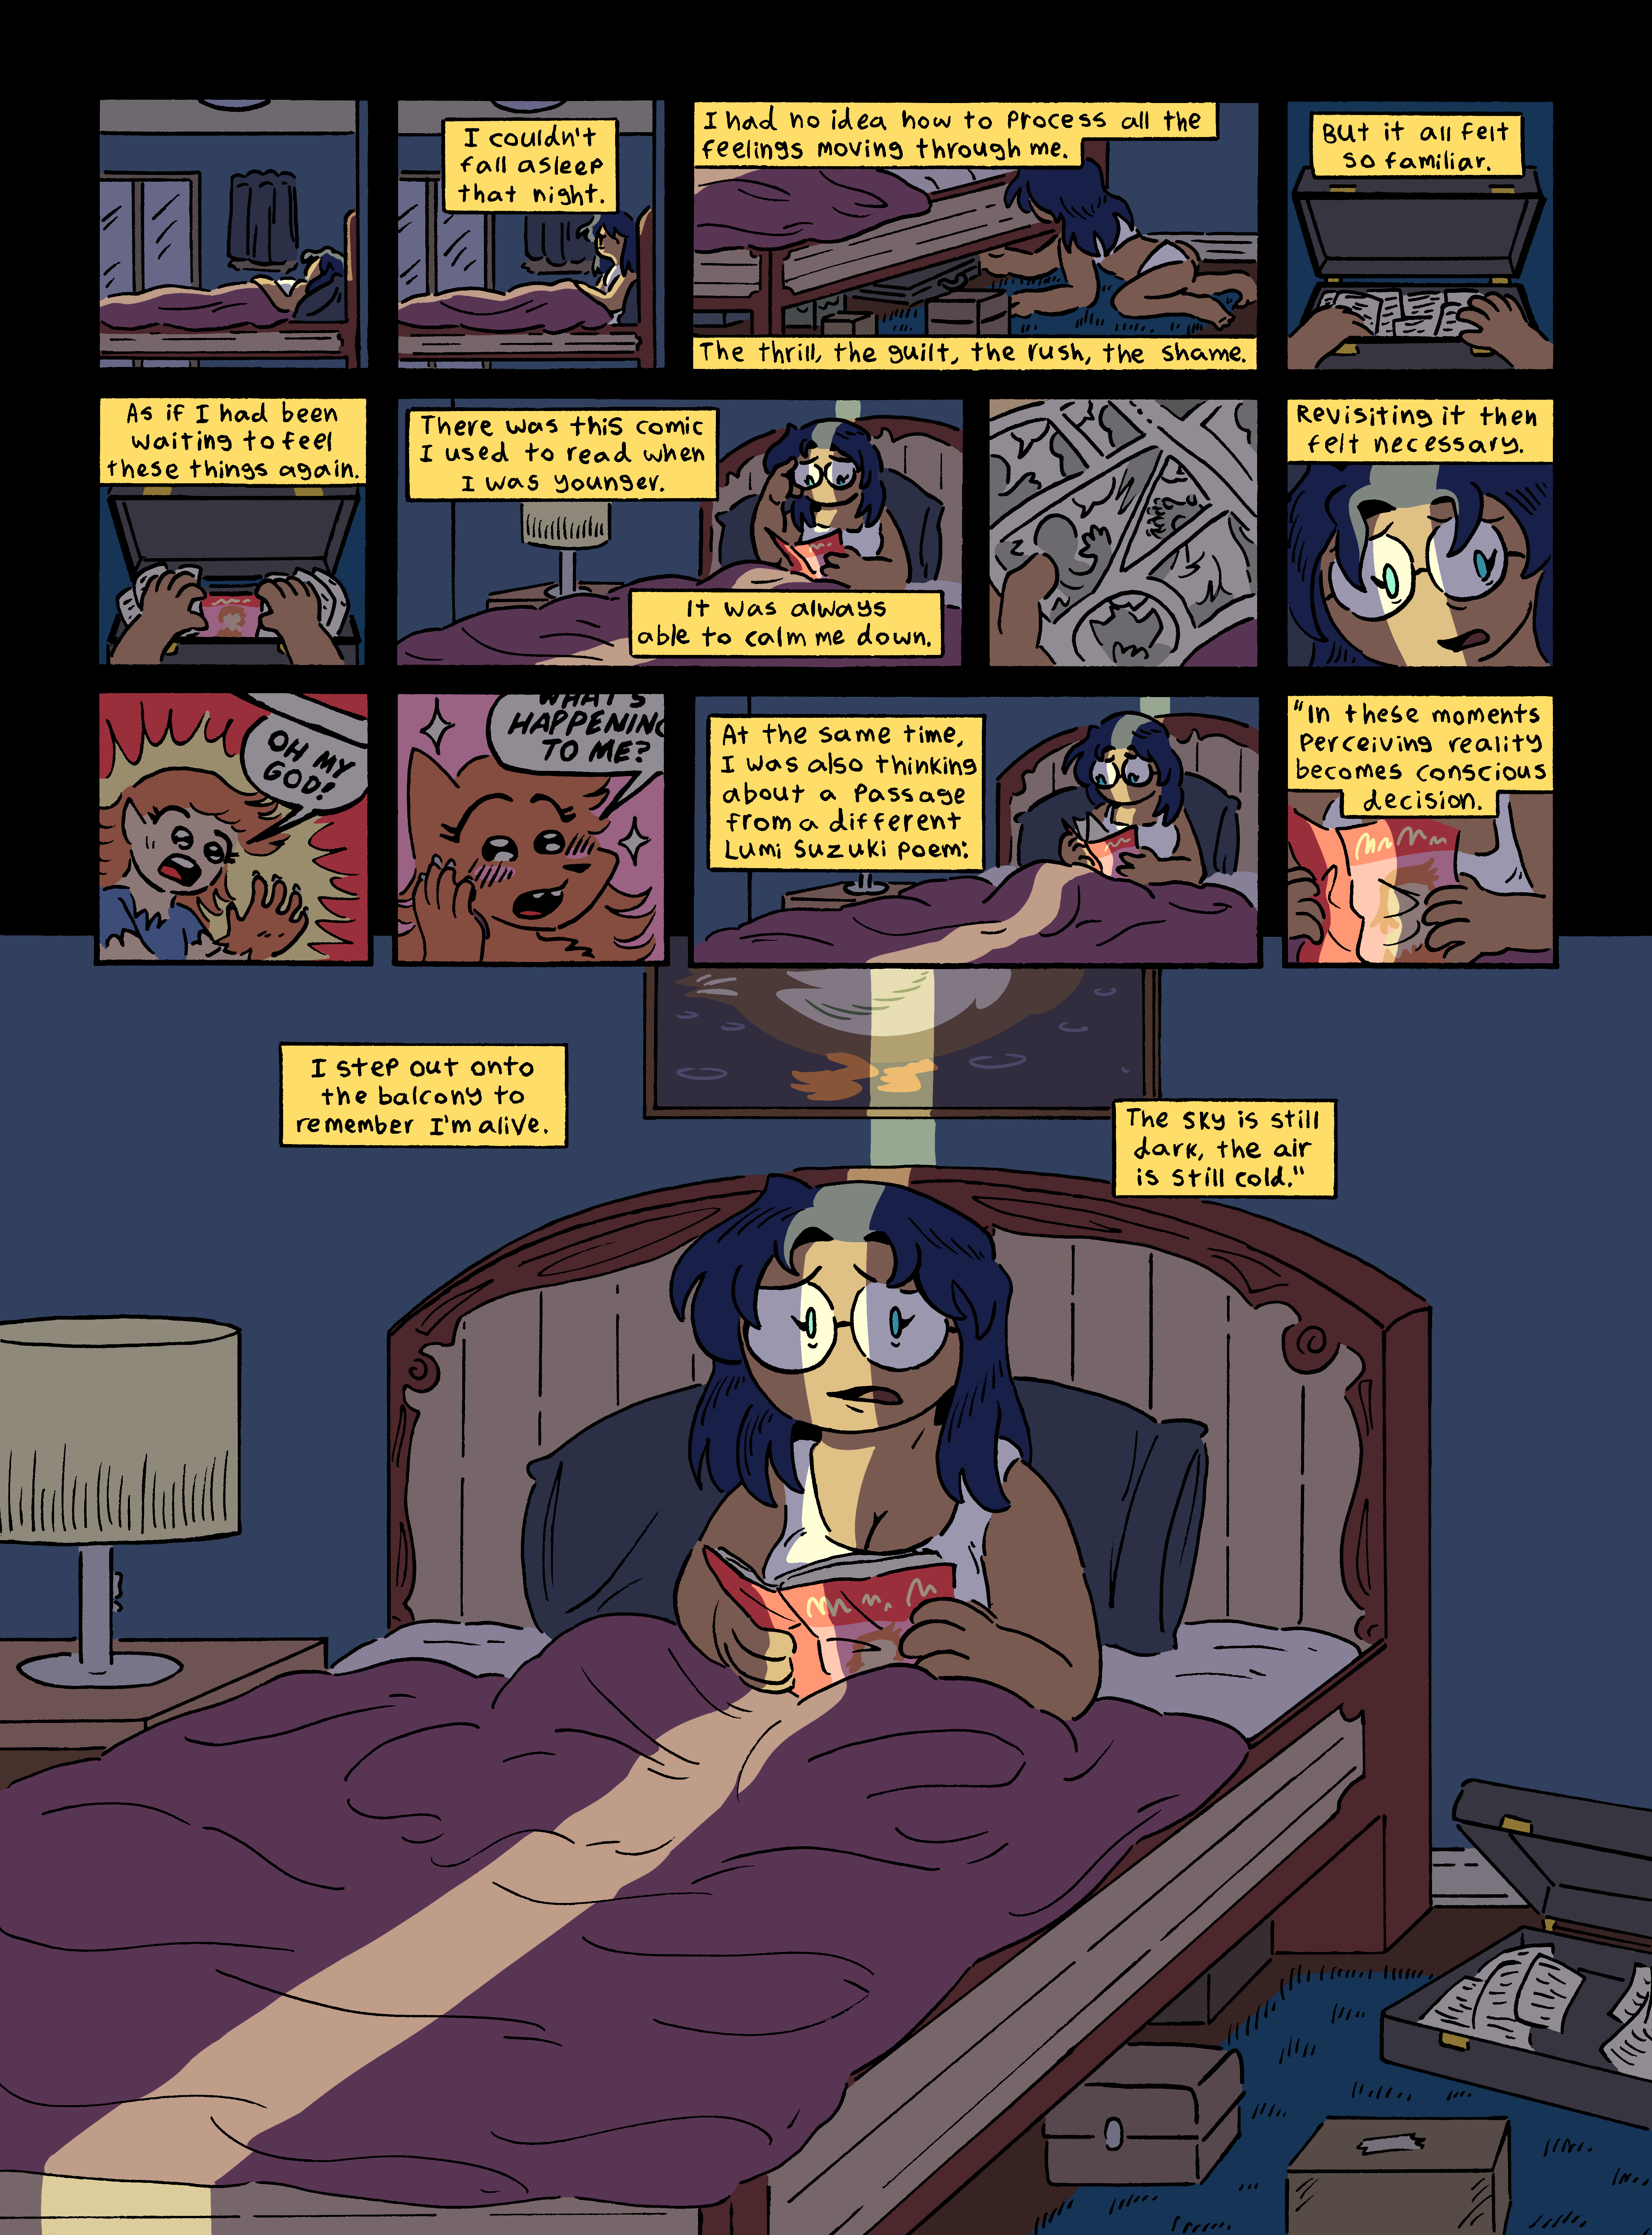 I couldn't
fall asleep
that night.
I had no idea how to process all the
feelings moving through me.
The thrill, the guilt, the rush, the shame.
But it all felt
so familiar.
As if I had been
waiting to feel
these things again.
There was this comic
I used to read when
I was younger.
It was always
able to calm me down.
Revisiting it then
felt necessary.
OH MY
GOD!
WHAT'S
HAPPENING
TO ME?
At the same time,
I was also thinking
about a passage
from a different
Lumi Suzuki poem:
"In these moments
perceiving reality
becomes conscious
decision.
I step out onto
the balcony to
remember I'm alive.
The sky is still
dark, the air
is still cold."